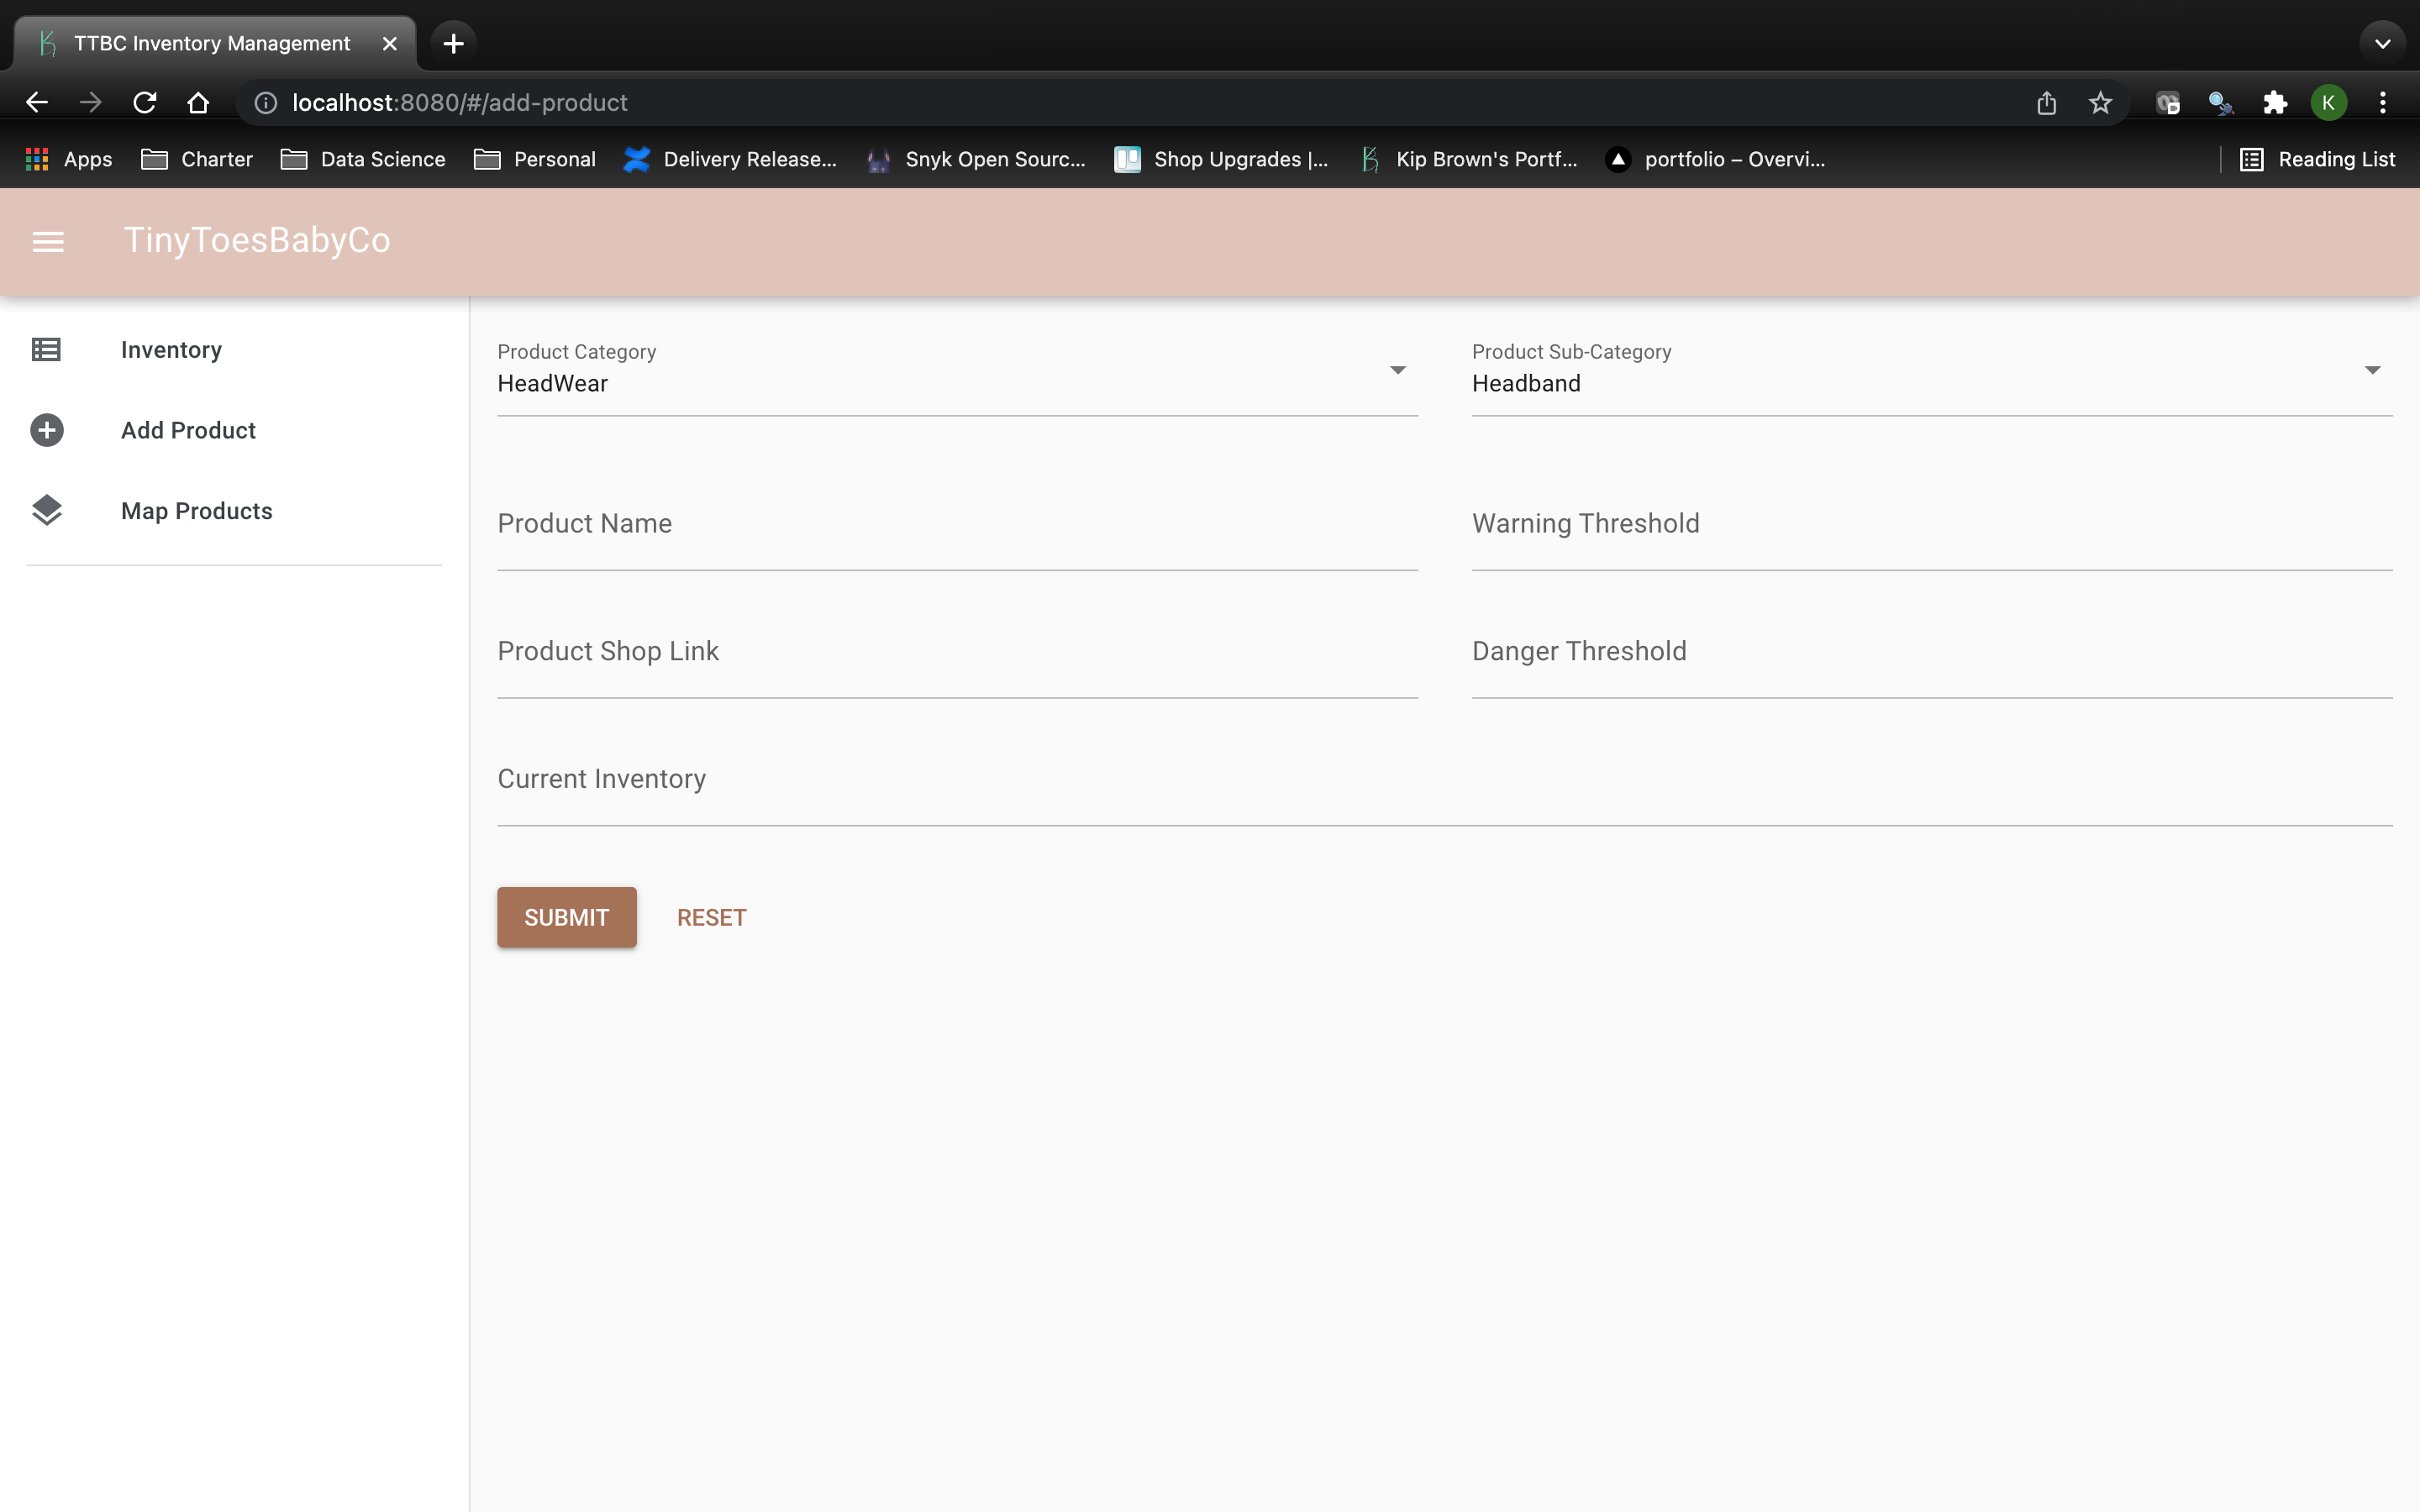 TTBC Inventory Management
localhost:8080/#/add-product
K
Apps Charter Data Science Personal Delivery Release... Snyk Open Sourc... Shop Upgrades |... Kip Brown's Portf... portfolio – Overvi... Reading List
TinyToesBabyCo
Inventory
Add Product
Map Products
Product Category
HeadWear
Product Sub-Category
Headband
Product Name
Warning Threshold
Product Shop Link
Danger Threshold
Current Inventory
SUBMIT RESET